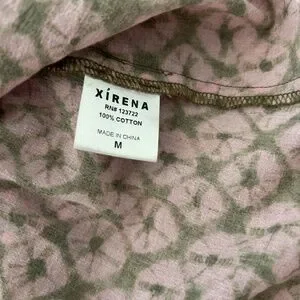 XÍRENA
RN# 123722
100% COTTON
MADE IN CHINA
M